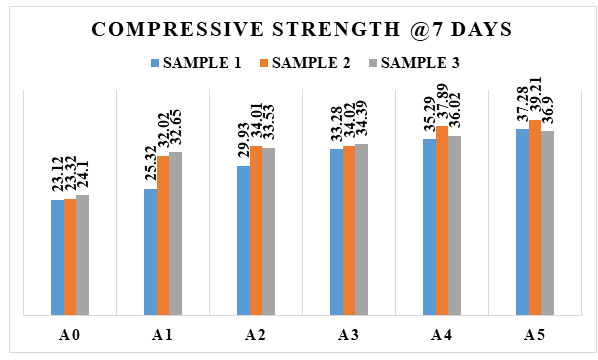 COMPRESSIVE STRENGTH @7 DAYS
SAMPLE 1 SAMPLE 2 SAMPLE 3
23.12 23.32 24.1 25.32 32.02 32.65 29.93 34.01 33.53 33.28 34.02 34.39 35.29 37.89 36.02 37.28 39.21 36.9
A0 A1 A2 A3 A4 A5